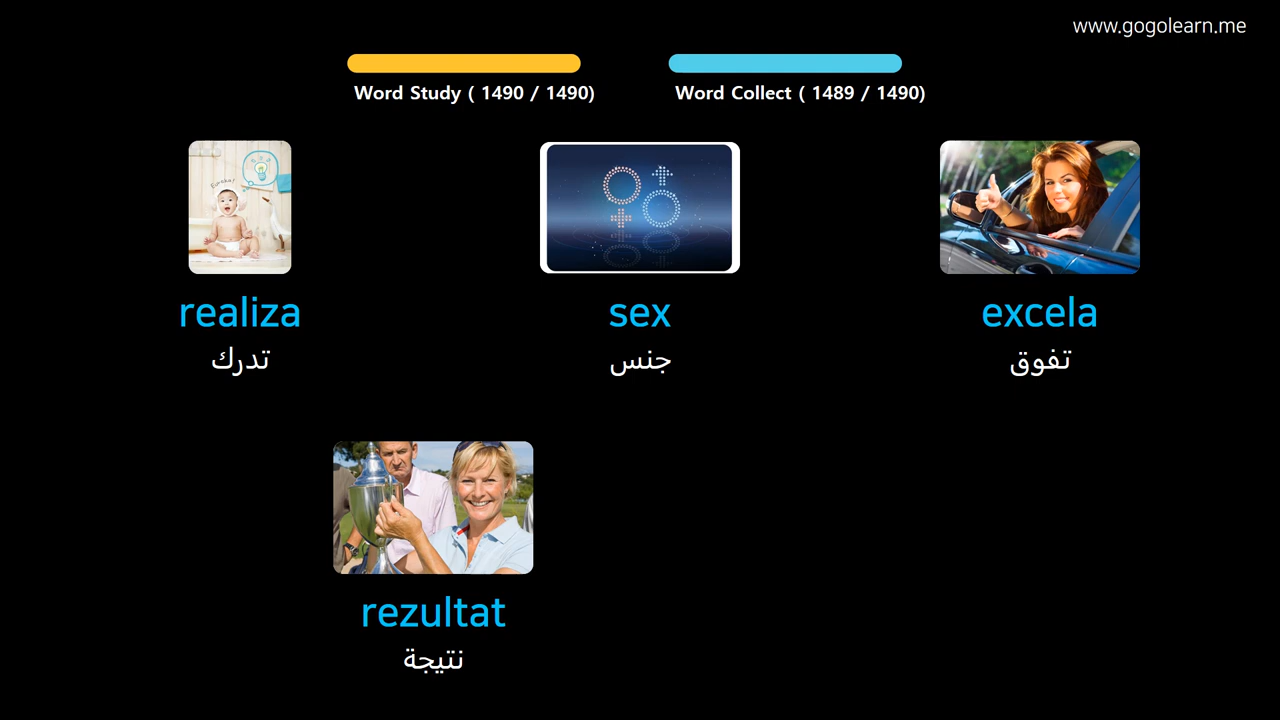 www.gogolearn.me
Word Study ( 1490 / 1490)
Word Collect ( 1489 / 1490)
Eureka!
realiza
تدرك
sex
جنس
excela
تفوق
rezultat
نتيجة